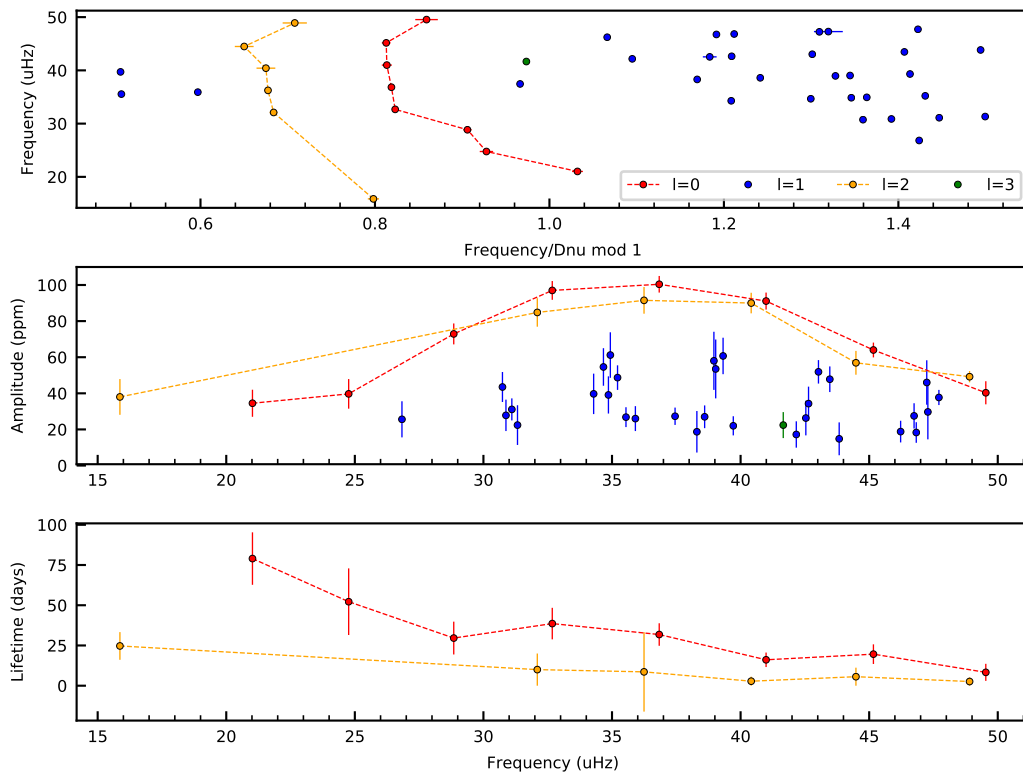 50
40
30
20
Frequency (uHz)
l=0 l=1 l=2 l=3
0.6 0.8 1.0 1.2 1.4
Frequency/Dnu mod 1
100
80
60
40
20
0
Amplitude (ppm)
15 20 25 30 35 40 45 50
100
75
50
25
0
Lifetime (days)
15 20 25 30 35 40 45 50
Frequency (uHz)